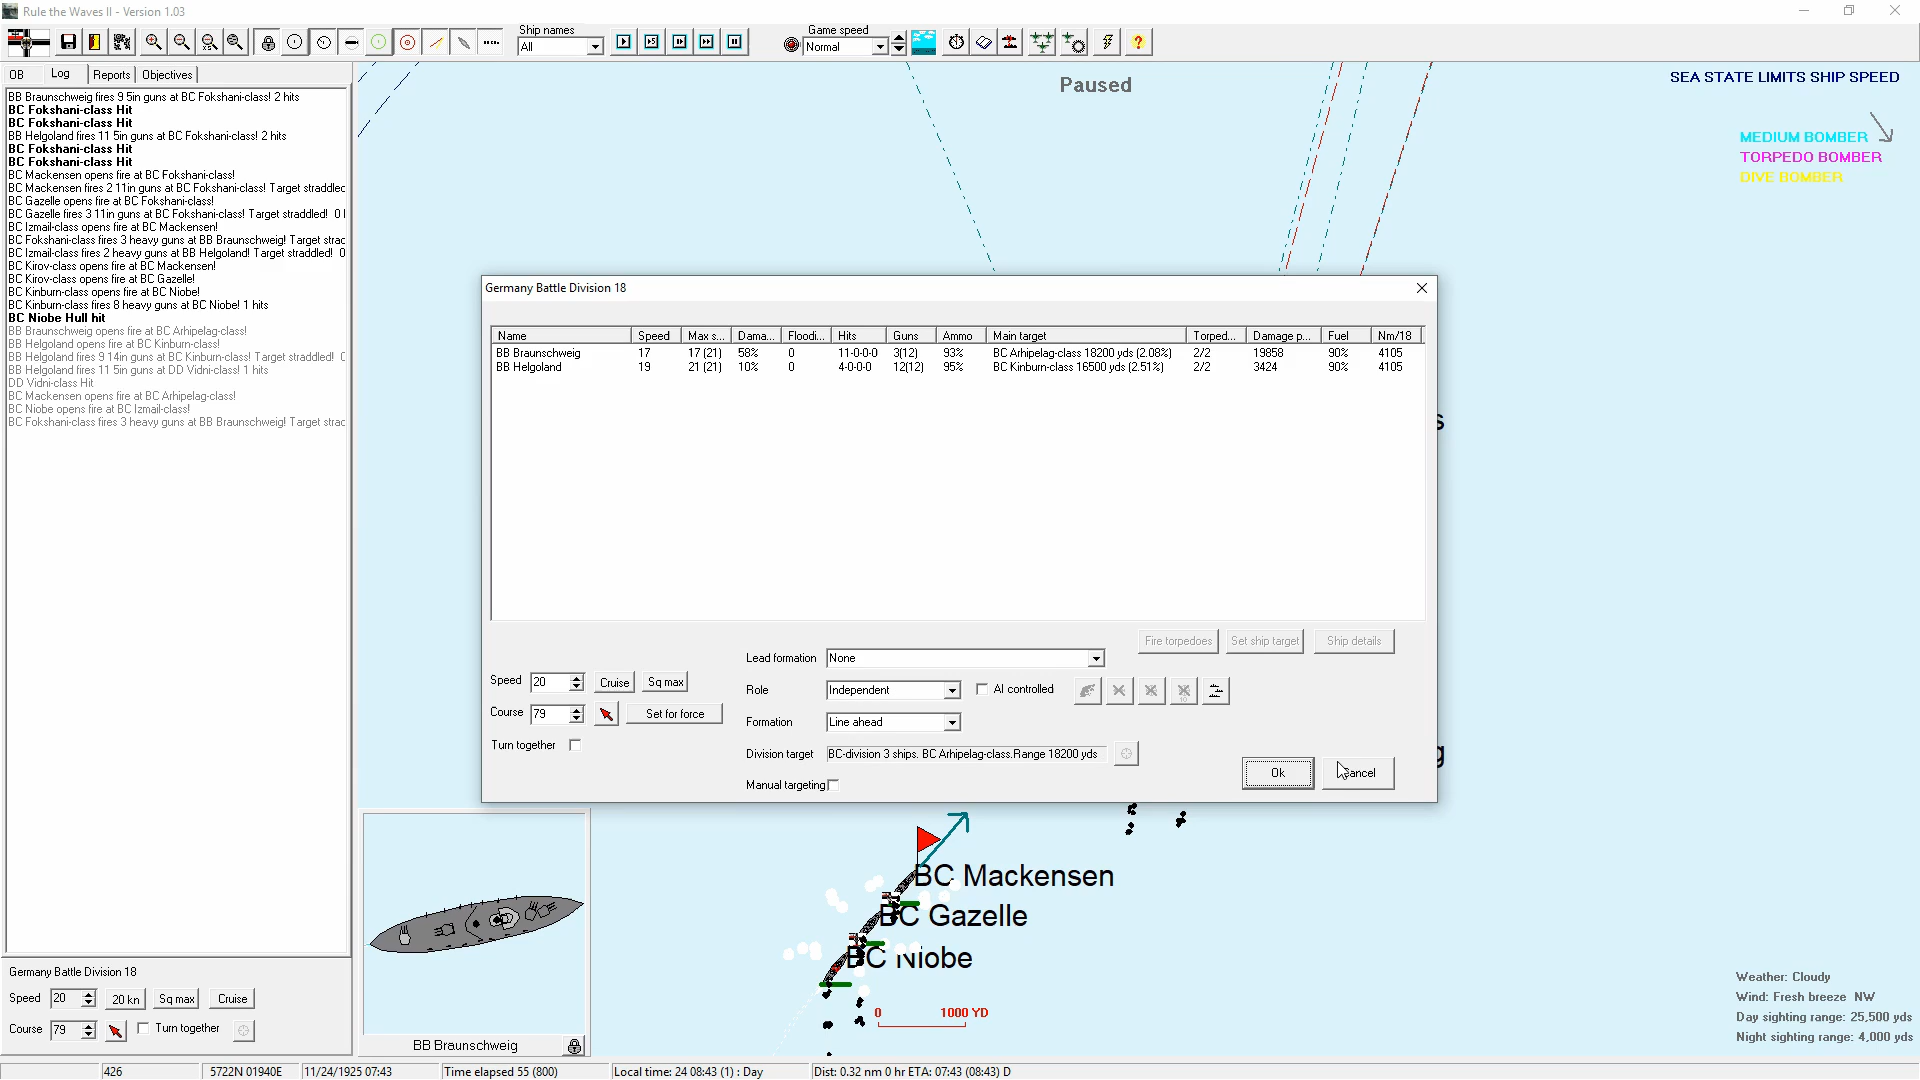 Rule the Waves II - Version 1.03
Ship names
All
Game speed
Normal
OB Log Reports Objectives
BB Braunschweig fires 9 5in guns at BC Fokshani-class! 2 hits
BC Fokshani-class Hit
BC Fokshani-class Hit
BB Helgoland fires 11 5in guns at BC Fokshani-class! 2 hits
BC Fokshani-class Hit
BC Fokshani-class Hit
BC Mackensen opens fire at BC Fokshani-class!
BC Mackensen fires 2 11in guns at BC Fokshani-class! Target straddled
BC Gazelle opens fire at BC Fokshani-class!
BC Gazelle fires 3 11in guns at BC Fokshani-class! Target straddled! 0
BC Izmail-class opens fire at BC Mackensen!
BC Fokshani-class fires 3 heavy guns at BB Braunschweig! Target strac
BC Izmail-class fires 2 heavy guns at BB Helgoland! Target straddled! 0
BC Kirov-class opens fire at BC Mackensen!
BC Kirov-class opens fire at BC Gazelle!
BC Kinburn-class opens fire at BC Niobe!
BC Kinburn-class fires 8 heavy guns at BC Niobe! 1 hits
BC Niobe Hull hit
BB Braunschweig opens fire at BC Arhipelag-class!
BB Helgoland opens fire at BC Kinburn-class!
BB Helgoland fires 9 14in guns at BC Kinburn-class! Target straddled!
BB Helgoland fires 11 5in guns at DD Vidni-class! 1 hits
DD Vidni-class Hit
BC Mackensen opens fire at BC Arhipelag-class!
BC Niobe opens fire at BC Izmail-class!
BC Fokshani-class fires 3 heavy guns at BB Braunschweig! Target strac
Paused
SEA STATE LIMITS SHIP SPEED
MEDIUM BOMBER
TORPEDO BOMBER
DIVE BOMBER
Germany Battle Division 18
Name Speed Max s... Dama... Floodi... Hits Guns Ammo Main target Torped... Damage p... Fuel Nm/18
BB Braunschweig 17 17 (21) 58% 0 11-0-0-0 3(12) 93% BC Arhipelag-class 18200 yds (2.08%) 2/2 19858 90% 4105
BB Helgoland 19 21 (21) 10% 0 4-0-0-0 12(12) 95% BC Kinburn-class 16500 yds (2.51%) 2/2 3424 90% 4105
Fire torpedoes Set ship target Ship details
Lead formation None
Speed 20 Cruise Sq max
Role Independent AI controlled
Course 79 Set for force
Formation Line ahead
Turn together
Division target BC-division 3 ships. BC Arhipelag-class.Range 18200 yds
Manual targeting
Ok Cancel
s
g
BC Mackensen
BC Gazelle
BC Niobe
0 1000 YD
Germany Battle Division 18
Speed 20 20 kn Sq max Cruise
Course 79 Turn together
BB Braunschweig
Weather: Cloudy
Wind: Fresh breeze NW
Day sighting range: 25,500 yds
Night sighting range: 4,000 yds
426 5722N 01940E 11/24/1925 07:43 Time elapsed 55 (800) Local time: 24 08:43 (1) : Day Dist: 0.32 nm 0 hr ETA: 07:43 (08:43) D